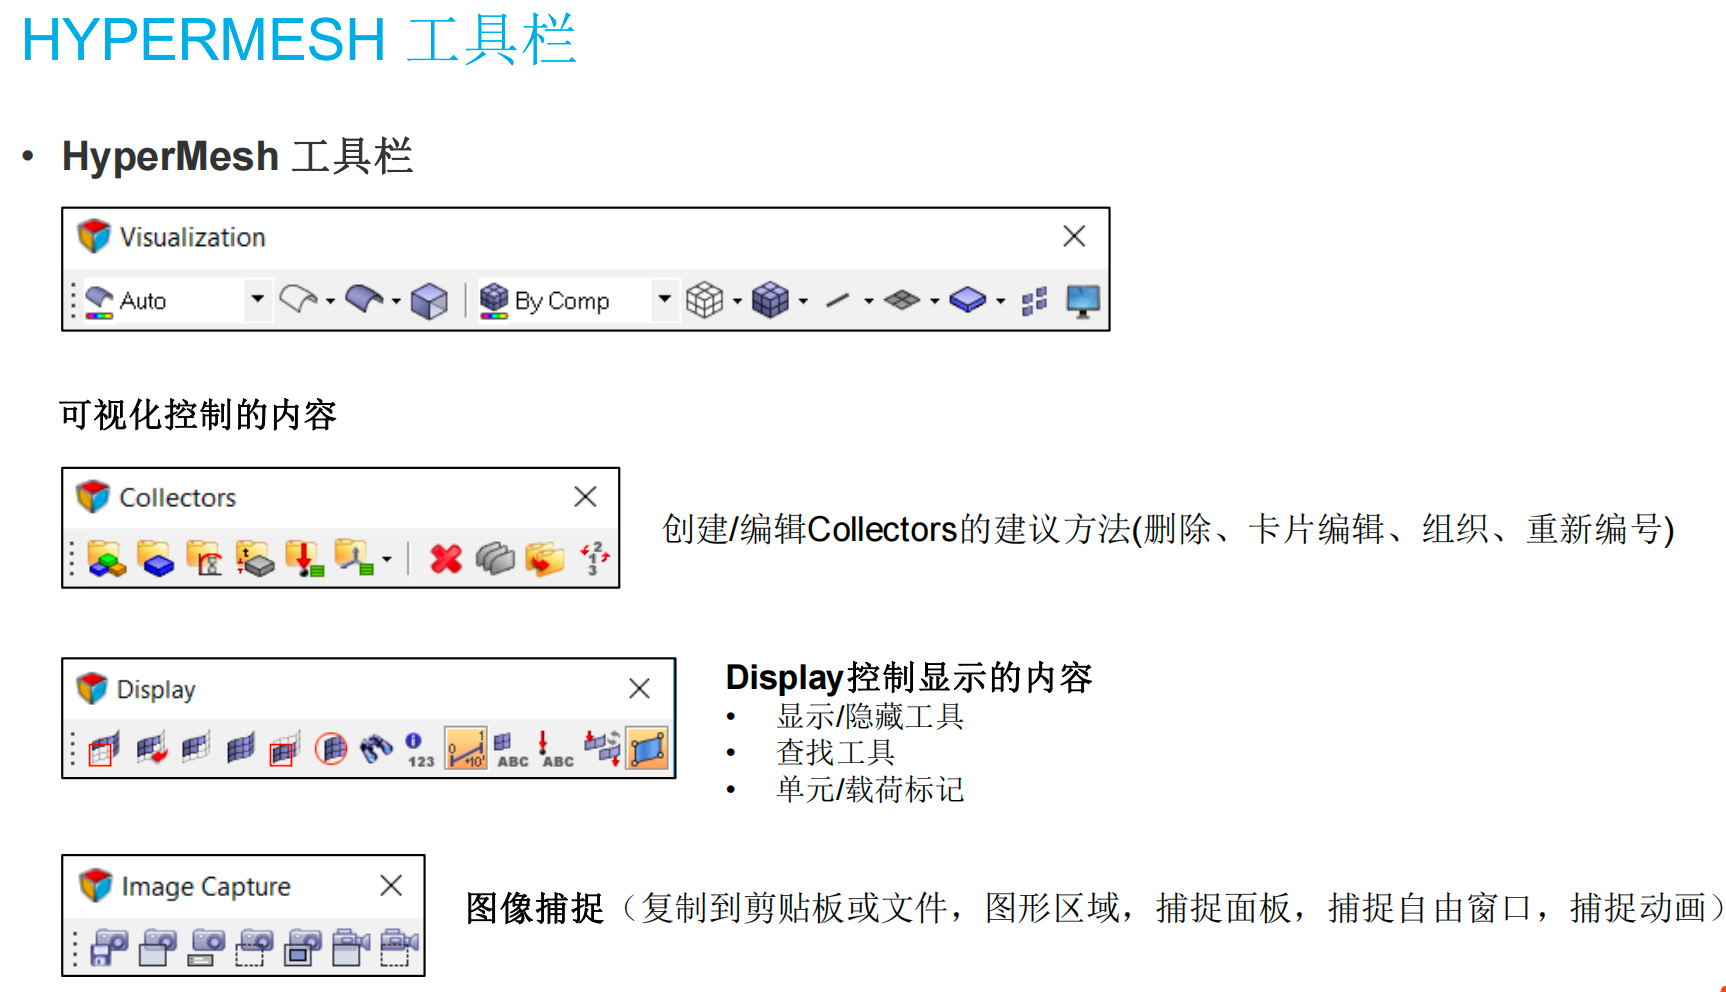 HYPERMESH 工具栏
• HyperMesh 工具栏
Visualization
Auto
By Comp
可视化控制的内容
Collectors
创建/编辑Collectors的建议方法(删除、卡片编辑、组织、重新编号)
Display
Display控制显示的内容
• 显示/隐藏工具
• 查找工具
• 单元/载荷标记
123
ABC
ABC
Image Capture
图像捕捉（复制到剪贴板或文件，图形区域，捕捉面板，捕捉自由窗口，捕捉动画）